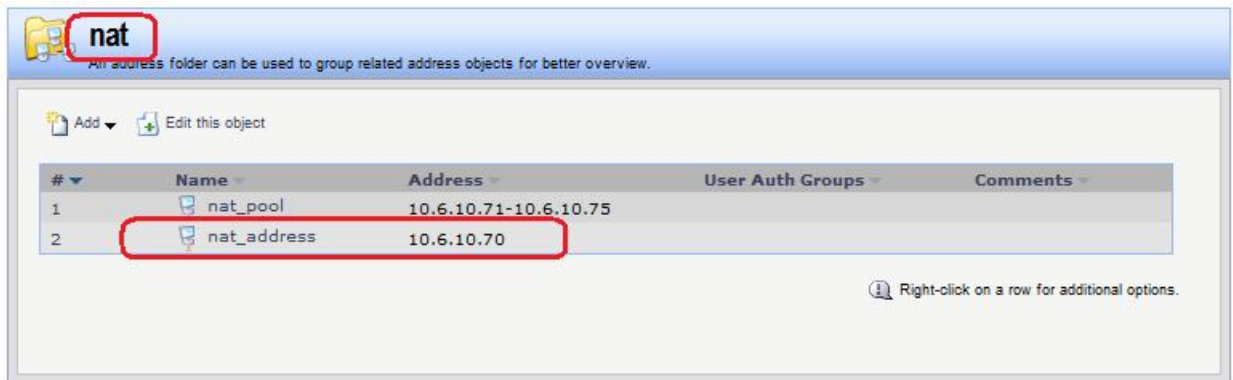 nat
An address folder can be used to group related address objects for better overview.
Add Edit this object
# Name Address User Auth Groups Comments
1 nat_pool 10.6.10.71-10.6.10.75
2 nat_address 10.6.10.70
Right-click on a row for additional options.